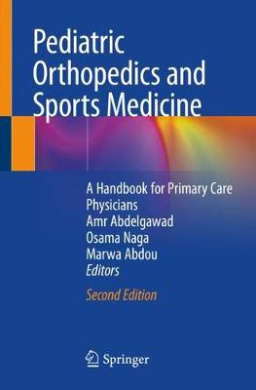 Pediatric
Orthopedics and
Sports Medicine
A Handbook for Primary Care
Physicians
Amr Abdelgawad
Osama Naga
Marwa Abdou
Editors
Second Edition
Springer